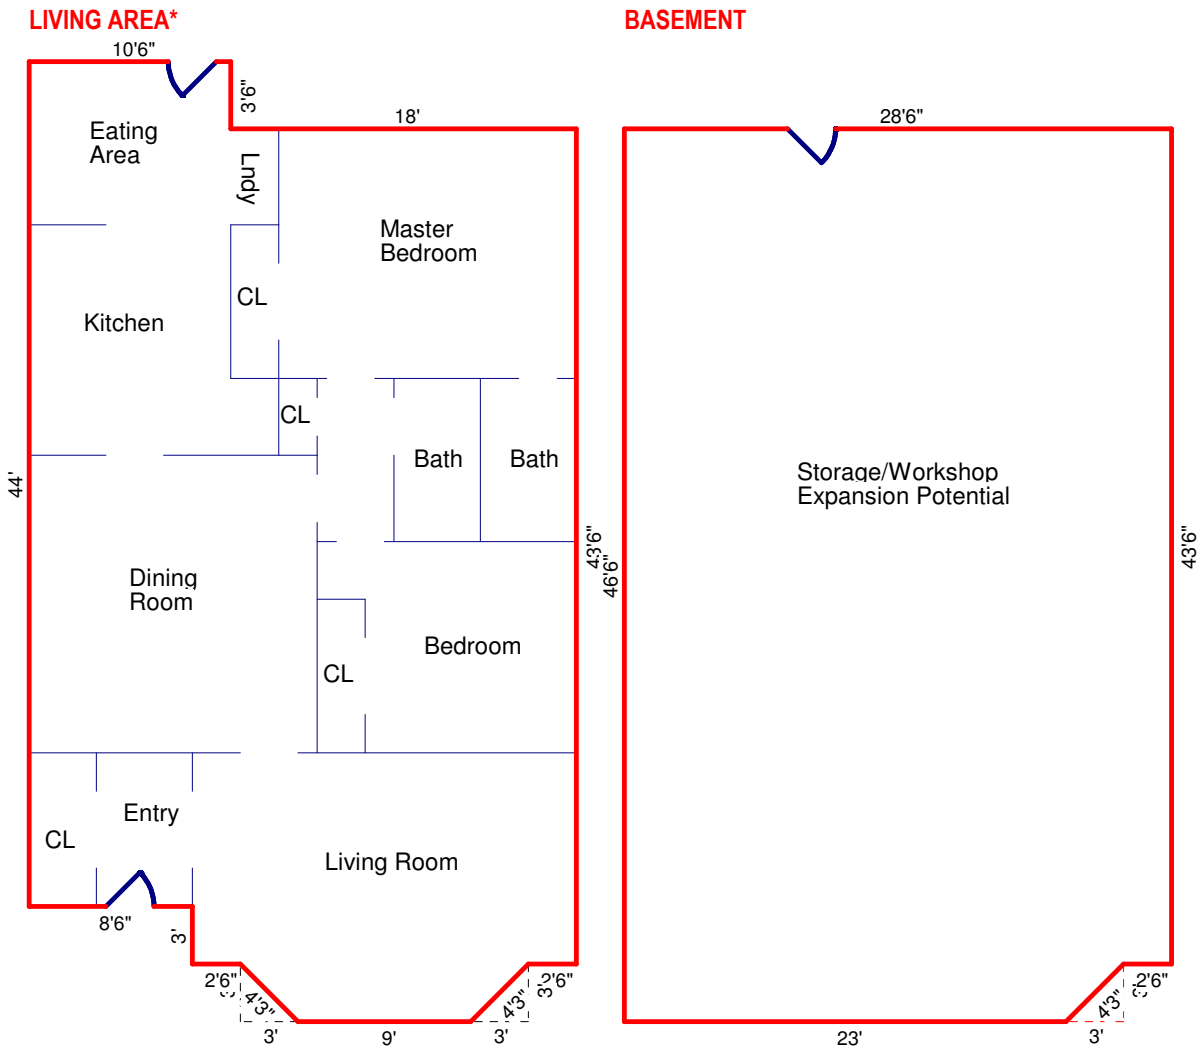 LIVING AREA*
BASEMENT
10'6"
3'6"
18'
28'6"
Eating
Area
Lndy
Master
Bedroom
CL
Kitchen
CL
Bath
Bath
Storage/Workshop
Expansion Potential
44'
43'6"
46'6"
43'6"
Dining
Room
Bedroom
CL
Entry
CL
Living Room
8'6"
3'
2'6"
3'
4'3"
4'3"
3'
2'6"
3'
9'
3'
4'3"
2'6"
23'
3'